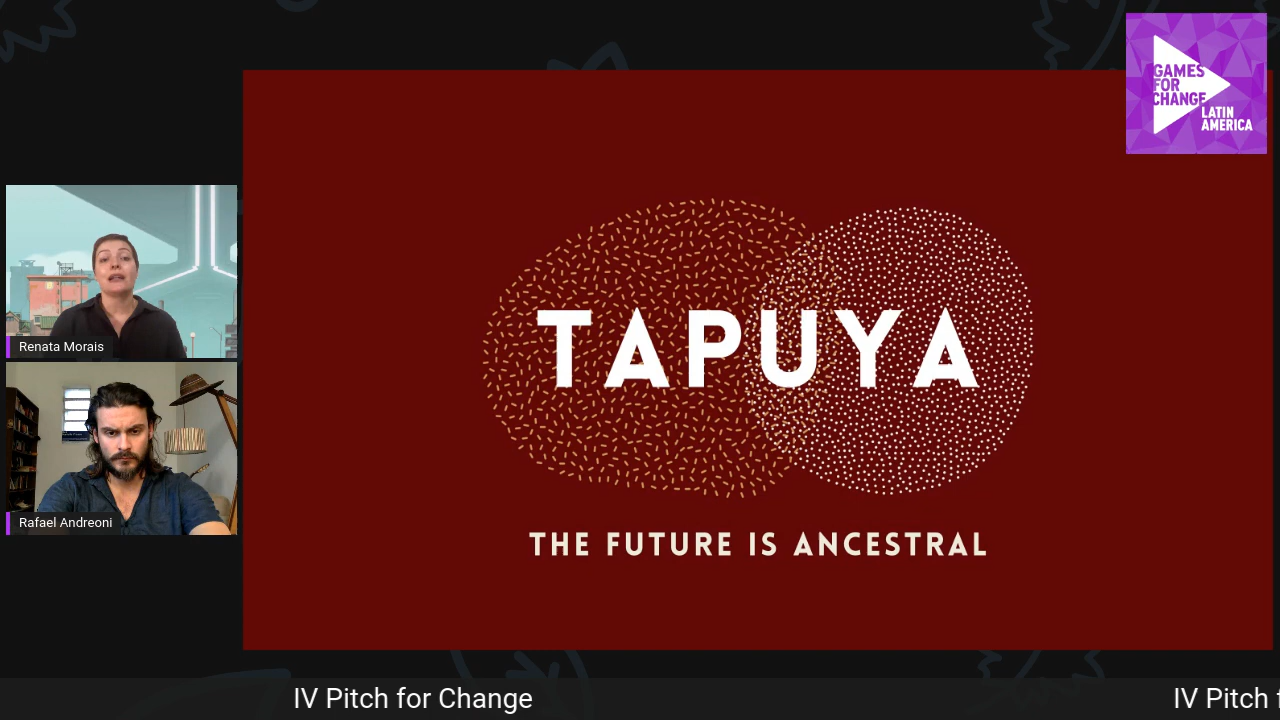 GAMES
FOR
CHANGE
LATIN
AMERICA
Renata Morais
Rafael Andreoni
TAPUYA
THE FUTURE IS ANCESTRAL
IV Pitch for Change
IV Pitch f